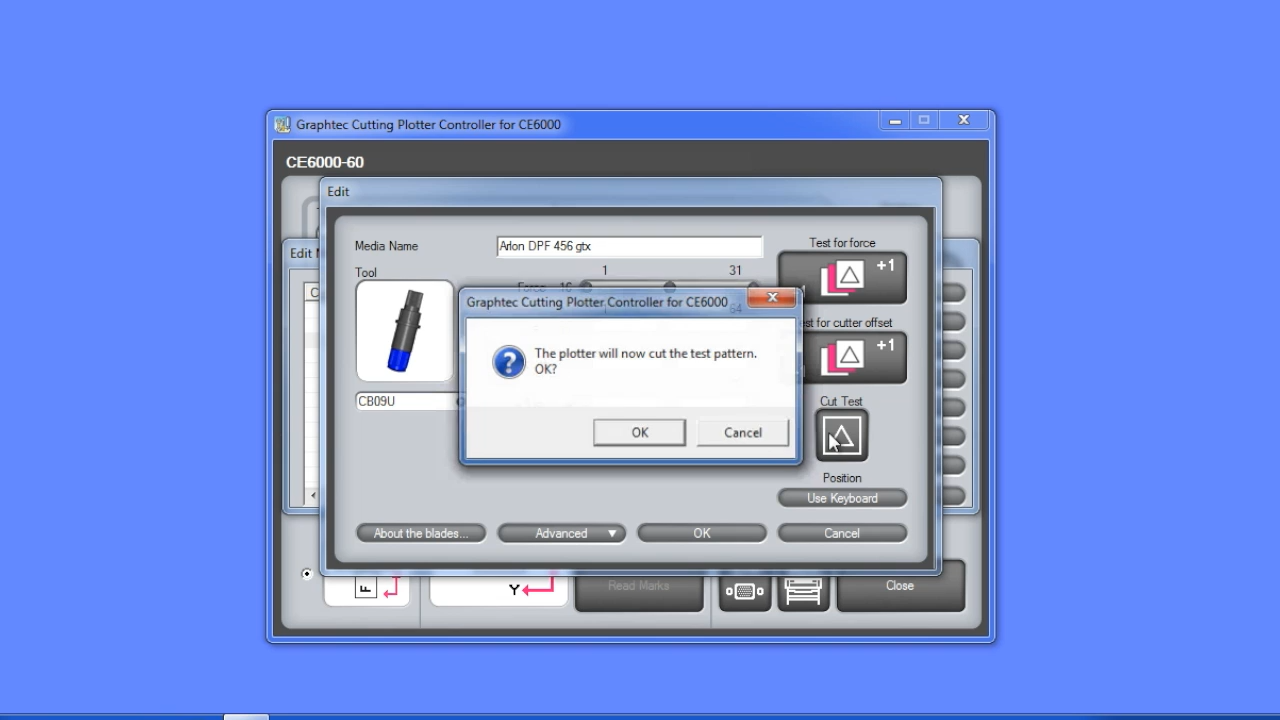 Graphtec Cutting Plotter Controller for CE6000
CE6000-60
Edit
Media Name
Arlon DPF 456 gtx
Test for force
+1
Tool
1
31
Force
16
Graphtec Cutting Plotter Controller for CE6000
64
The plotter will now cut the test pattern.
OK?
OK
Cancel
for cutter offset
+1
CB09U
Cut Test
Position
Use Keyboard
About the blades...
Advanced
OK
Cancel
Edit
F
Y
Read Marks
Close